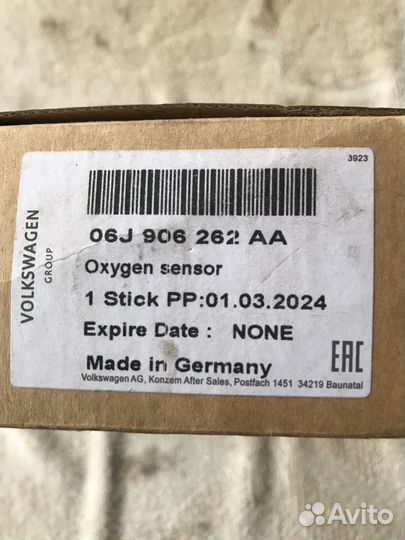 3923
VOLKSWAGEN
GROUP
06J 906 262 AA
Oxygen sensor
1 Stick PP:01.03.2024
Expire Date : NONE
Made in Germany
EAC
Volkswagen AG, Konzem After Sales, Postfach 1451 34219 Baunatal
Avito